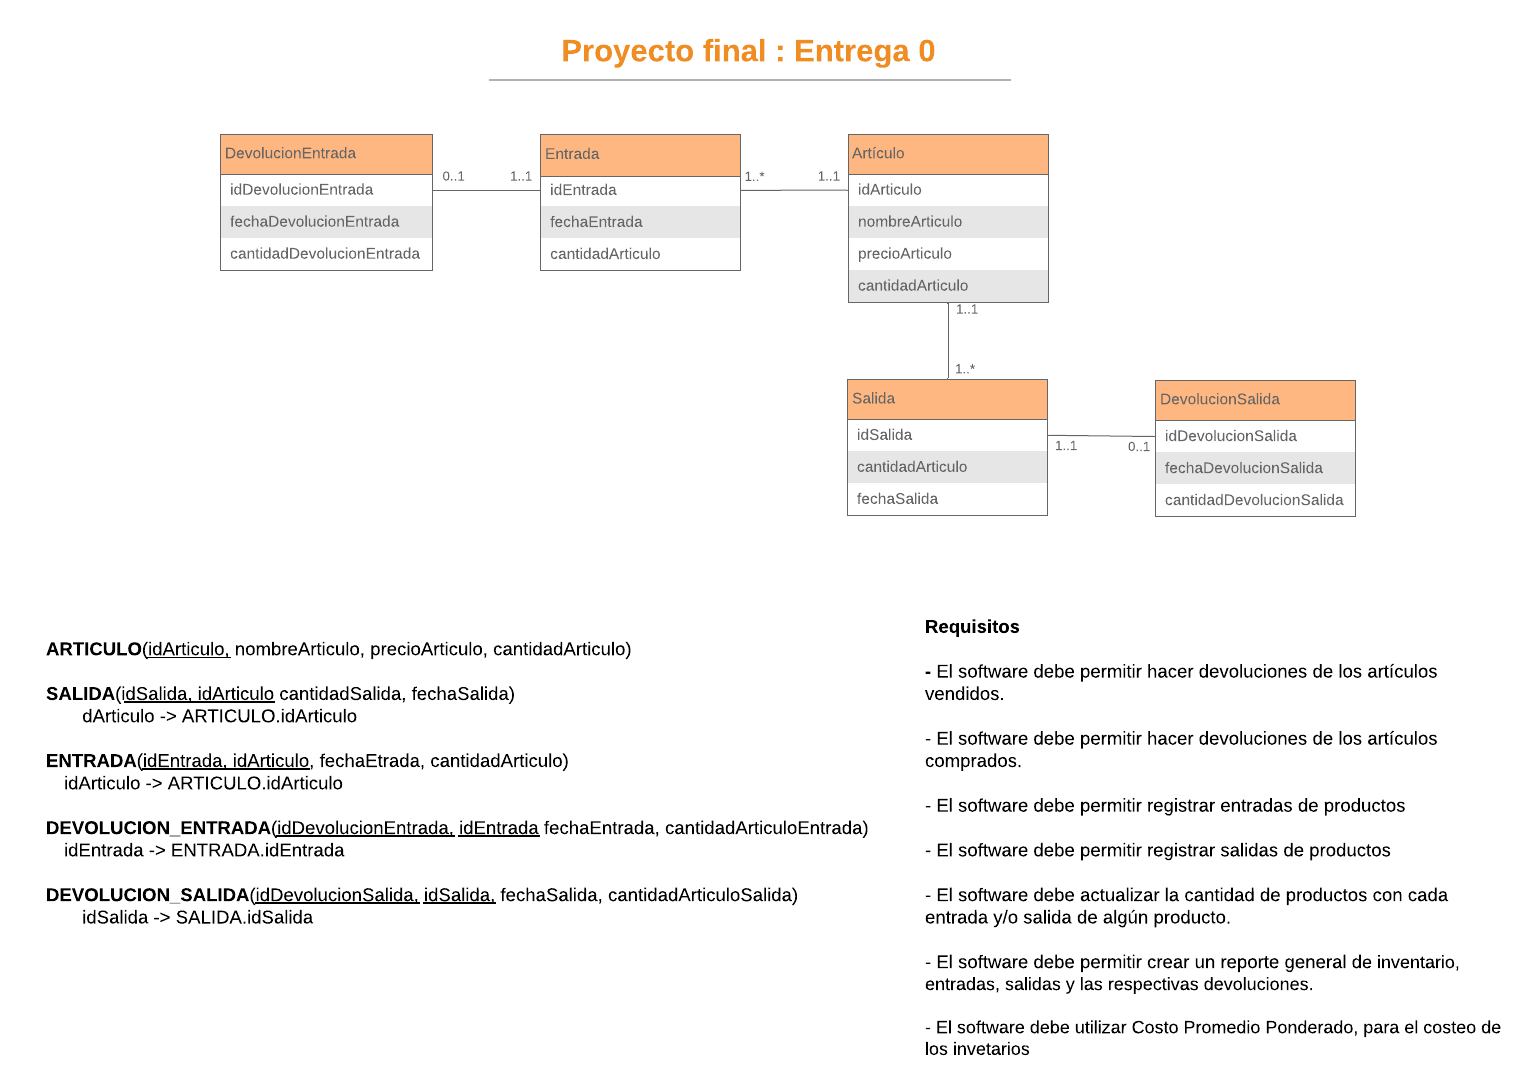 Proyecto final : Entrega 0
DevolucionEntrada
idDevolucionEntrada
fechaDevolucionEntrada
cantidadDevolucionEntrada
0..1
1..1
Entrada
idEntrada
fechaEntrada
cantidadArticulo
1..*
1..1
Artículo
idArticulo
nombreArticulo
precioArticulo
cantidadArticulo
1..1
1..*
Salida
idSalida
cantidadArticulo
fechaSalida
1..1
0..1
DevolucionSalida
idDevolucionSalida
fechaDevolucionSalida
cantidadDevolucionSalida
ARTICULO(idArticulo, nombreArticulo, precioArticulo, cantidadArticulo)
SALIDA(idSalida, idArticulo cantidadSalida, fechaSalida)
dArticulo -> ARTICULO.idArticulo
ENTRADA(idEntrada, idArticulo, fechaEtrada, cantidadArticulo)
idArticulo -> ARTICULO.idArticulo
DEVOLUCION_ENTRADA(idDevolucionEntrada, idEntrada fechaEntrada, cantidadArticuloEntrada)
idEntrada -> ENTRADA.idEntrada
DEVOLUCION_SALIDA(idDevolucionSalida, idSalida, fechaSalida, cantidadArticuloSalida)
idSalida -> SALIDA.idSalida
Requisitos
- El software debe permitir hacer devoluciones de los artículos
vendidos.
- El software debe permitir hacer devoluciones de los artículos
comprados.
- El software debe permitir registrar entradas de productos
- El software debe permitir registrar salidas de productos
- El software debe actualizar la cantidad de productos con cada
entrada y/o salida de algún producto.
- El software debe permitir crear un reporte general de inventario,
entradas, salidas y las respectivas devoluciones.
- El software debe utilizar Costo Promedio Ponderado, para el costeo de
los invetarios